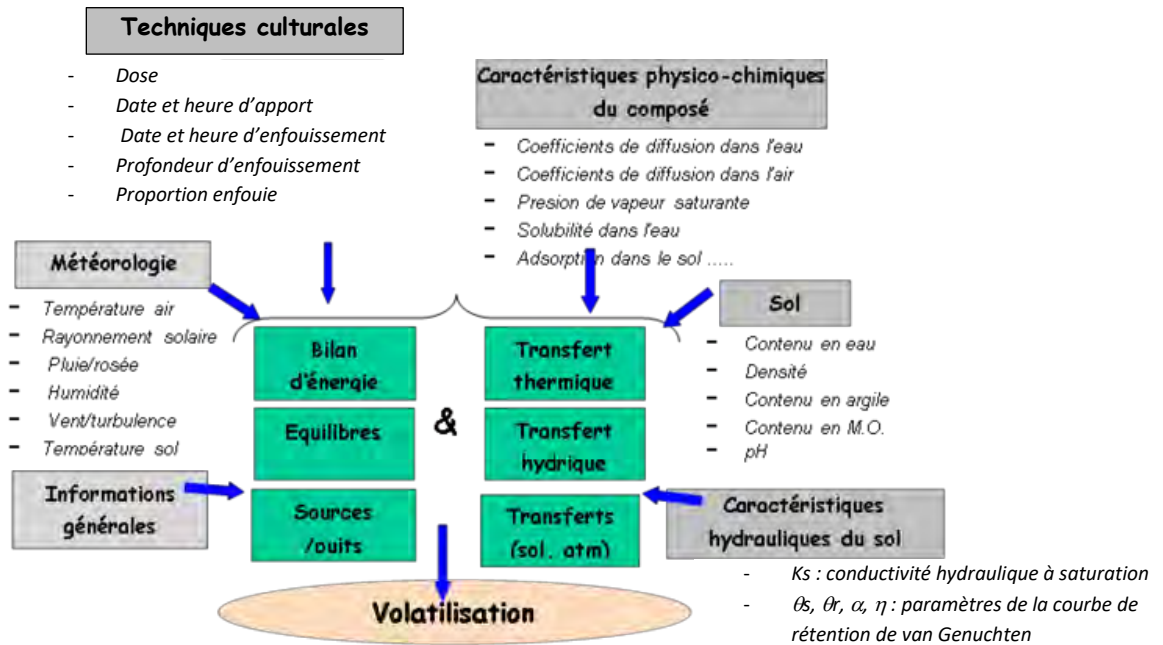 Techniques culturales
- Dose
- Date et heure d'apport
- Date et heure d'enfouissement
- Profondeur d'enfouissement
- Proportion enfouie
Caractéristiques physico-chimiques
du composé
- Coefficients de diffusion dans l'eau
- Coefficients de diffusion dans l'air
- Presion de vapeur saturante
- Solubilité dans l'eau
- Adsorption dans le sol .....
Météorologie
- Température air
- Rayonnement solaire
- Pluie/rosée
- Humidité
- Vent/turbulence
- Température sol
Informations
générales
Bilan
d'énergie
Equilibres
Sources
/puits
&
Transfert
thermique
Transfert
hydrique
Transferts
(sol, atm)
Sol
- Contenu en eau
- Densité
- Contenu en argile
- Contenu en M.O.
- pH
Caractéristiques
hydrauliques du sol
- Ks : conductivité hydraulique à saturation
- θs, θr, α, η : paramètres de la courbe de
rétention de van Genuchten
Volatilisation